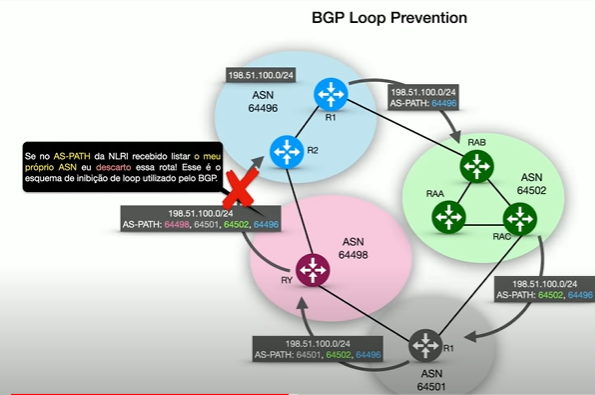 BGP Loop Prevention
198.51.100.0/24
ASN
64496
R1
R2
198.51.100.0/24
AS-PATH: 64496
RAB
RAA
RAC
ASN
64502
Se no AS-PATH da NLRI recebido listar o meu
próprio ASN eu descarto essa rota! Esse é o
esquema de inibição de loop utilizado pelo BGP.
198.51.100.0/24
AS-PATH: 64498, 64501, 64502, 64496
ASN
64498
RY
198.51.100.0/24
AS-PATH: 64502, 64496
198.51.100.0/24
AS-PATH: 64501, 64502, 64496
R1
ASN
64501